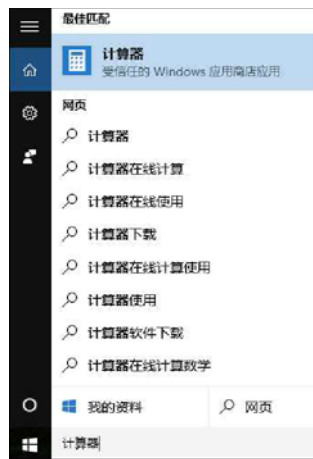 最佳匹配
计算器
受信任的 Windows 应用商店应用
网页
计算器
计算器在线计算
计算器在线使用
计算器下载
计算器在线计算使用
计算器使用
计算器软件下载
计算器在线计算数学
我的资料
网页
计算器